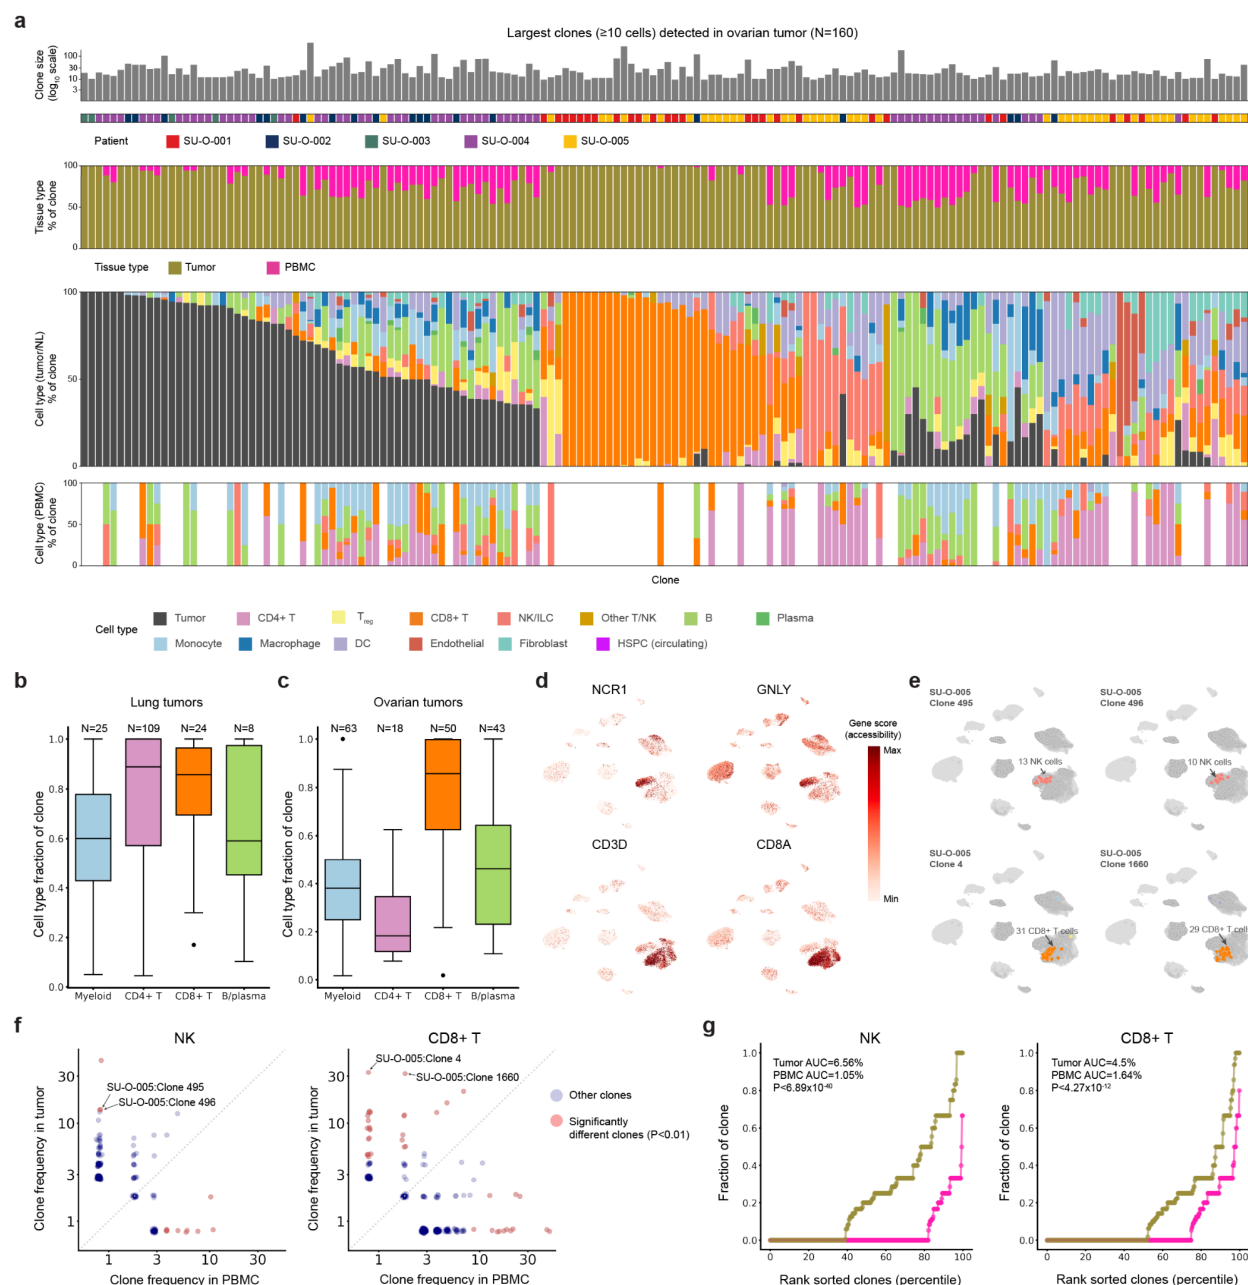 a
Largest clones (≥10 cells) detected in ovarian tumor (N=160)
Clone size
(log10 scale)
100
30
10
3
Patient
SU-O-001
SU-O-002
SU-O-003
SU-O-004
SU-O-005
Tissue type
% of clone
100
50
0
Tissue type
Tumor
PBMC
Cell type (tumor/NL)
% of clone
100
50
0
Cell type (PBMC)
% of clone
100
50
0
Clone
Cell type
Tumor
CD4+ T
Treg
CD8+ T
NK/ILC
Other T/NK
B
Plasma
Monocyte
Macrophage
DC
Endothelial
Fibroblast
HSPC (circulating)
b
Lung tumors
N=25
N=109
N=24
N=8
Cell type fraction of clone
1.0
0.8
0.6
0.4
0.2
0.0
Myeloid
CD4+ T
CD8+ T
B/plasma
c
Ovarian tumors
N=63
N=18
N=50
N=43
Cell type fraction of clone
1.0
0.8
0.6
0.4
0.2
0.0
Myeloid
CD4+ T
CD8+ T
B/plasma
d
NCR1
GNLY
CD3D
CD8A
Gene score
(accessibility)
Max
Min
e
SU-O-005
Clone 495
13 NK cells
SU-O-005
Clone 496
10 NK cells
SU-O-005
Clone 4
31 CD8+ T cells
SU-O-005
Clone 1660
29 CD8+ T cells
f
NK
SU-O-005:Clone 495
SU-O-005:Clone 496
Clone frequency in tumor
30
10
3
1
1
3
10
30
Clone frequency in PBMC
CD8+ T
SU-O-005:Clone 4
SU-O-005:Clone 1660
Clone frequency in tumor
30
10
3
1
1
3
10
30
Clone frequency in PBMC
Other clones
Significantly
different clones (P<0.01)
g
NK
Tumor AUC=6.56%
PBMC AUC=1.05%
P<6.89x10-40
Fraction of clone
1.0
0.8
0.6
0.4
0.2
0.0
0
20
40
60
80
100
Rank sorted clones (percentile)
CD8+ T
Tumor AUC=4.5%
PBMC AUC=1.64%
P<4.27x10-12
Fraction of clone
1.0
0.8
0.6
0.4
0.2
0.0
0
20
40
60
80
100
Rank sorted clones (percentile)